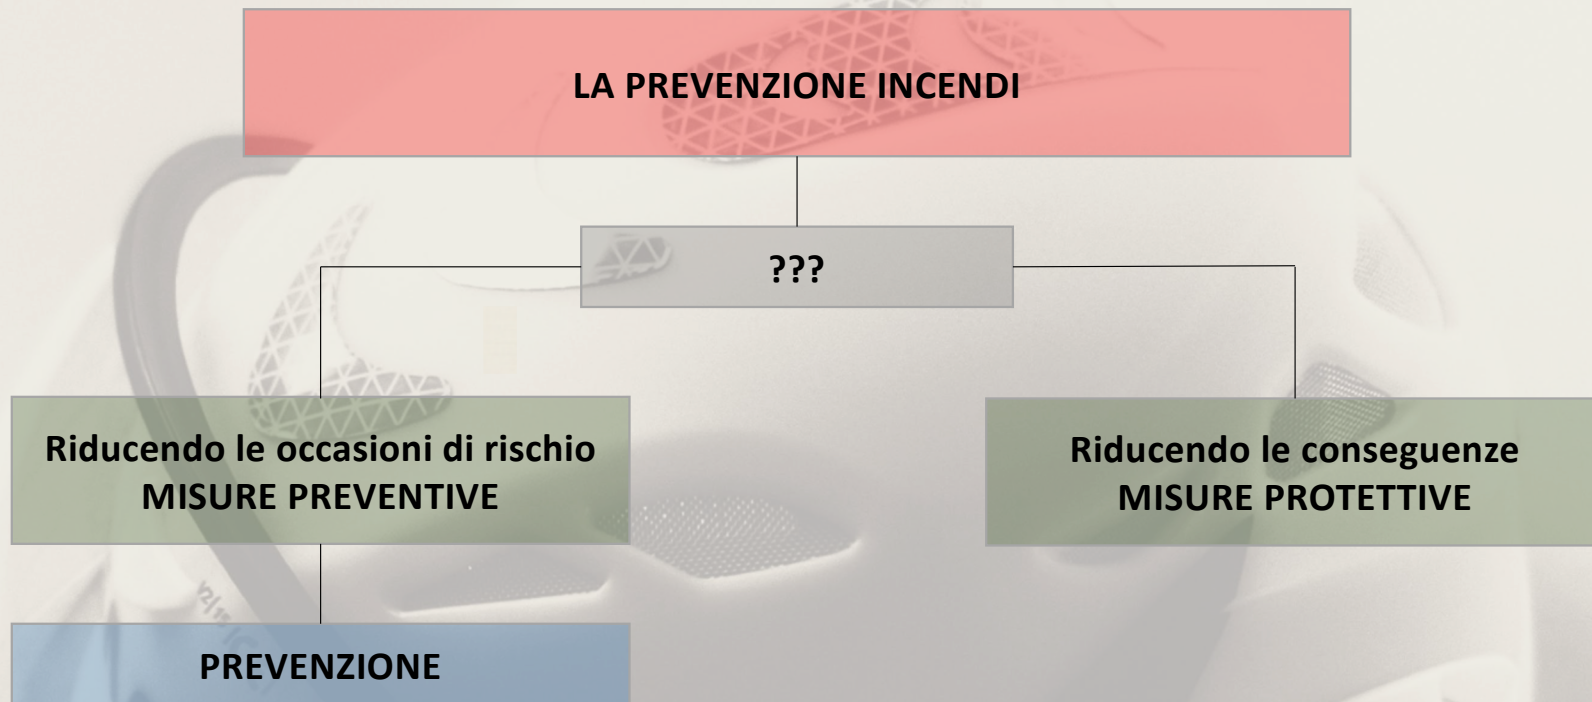 LA PREVENZIONE INCENDI
???
Riducendo le occasioni di rischio
MISURE PREVENTIVE
Riducendo le conseguenze
MISURE PROTETTIVE
PREVENZIONE